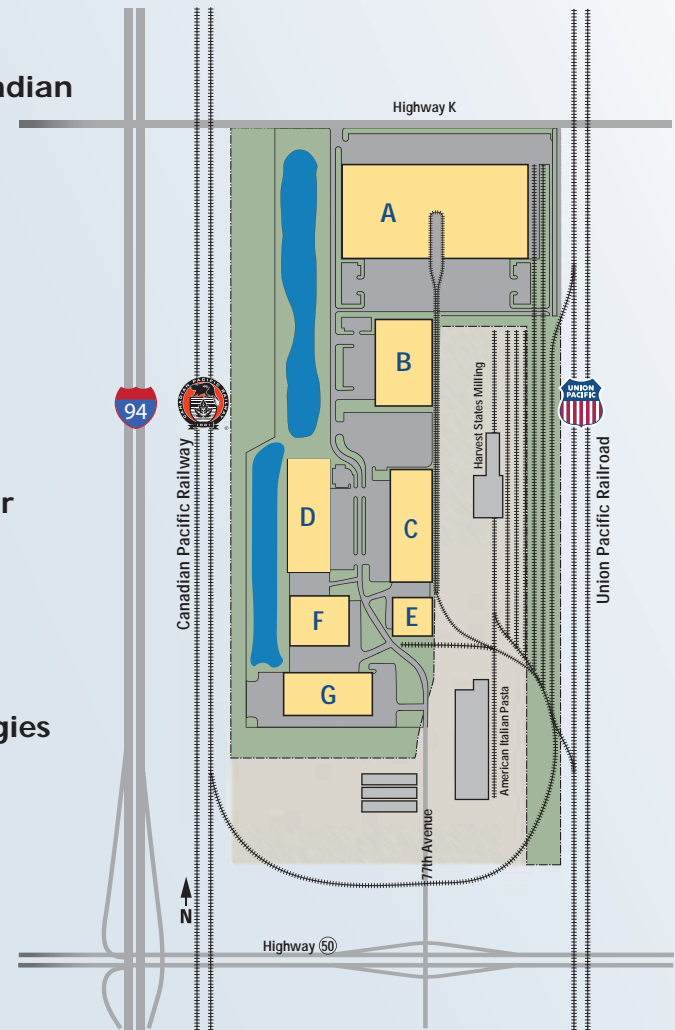 ndian
Highway K
A
B
Harvest States Milling
94
UNION
PACIFIC
Canadian Pacific Railway
Union Pacific Railroad
r
D
C
F
E
G
gies
American Italian Pasta
77th Avenue
N
Highway 50